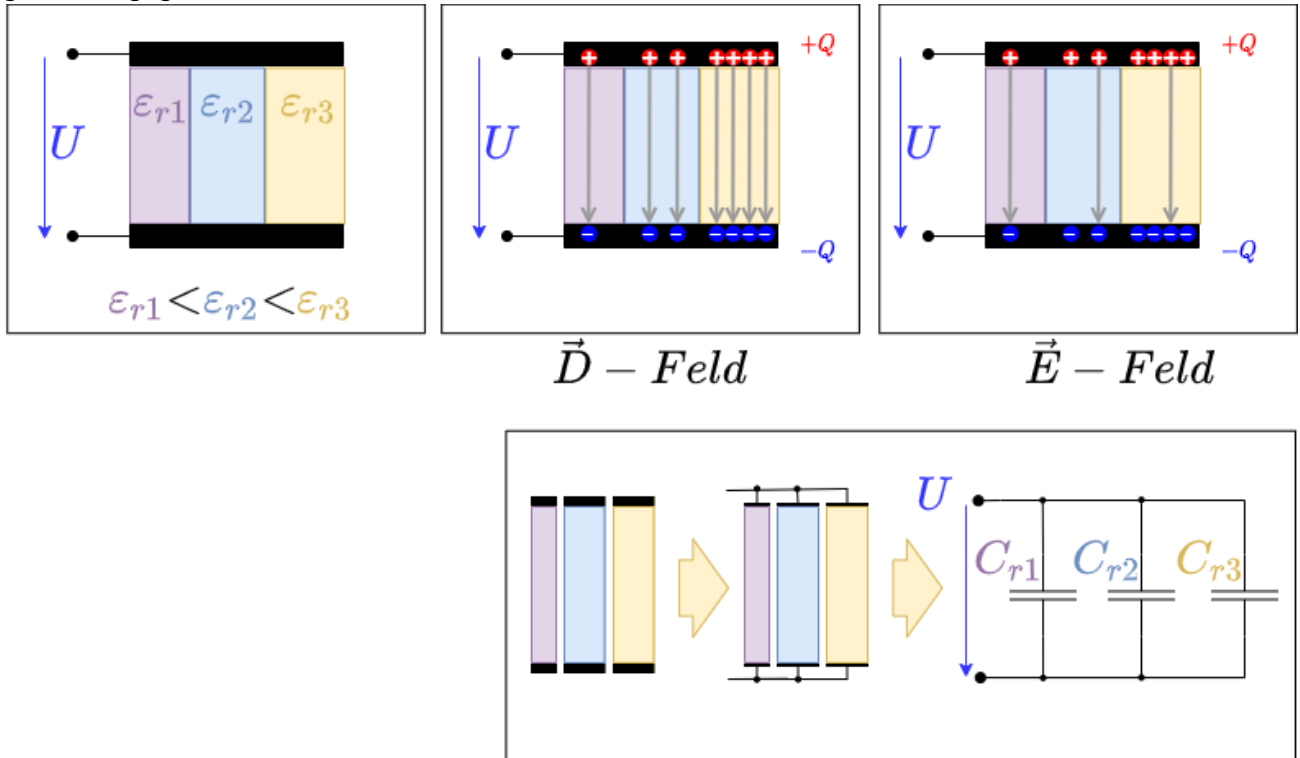 U
εr1 εr2 εr3
εr1<εr2<εr3
U
+Q
−Q
U
+Q
−Q
D⃗ − Feld
E⃗ − Feld
U
Cr1 Cr2 Cr3